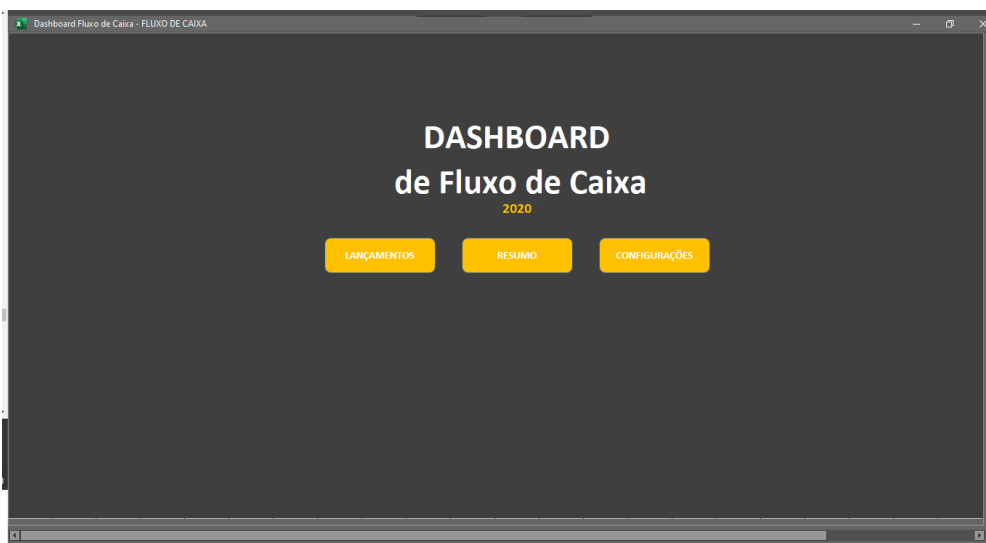 Dashboard Fluxo de Caixa - FLUXO DE CAIXA
DASHBOARD
de Fluxo de Caixa
2020
LANÇAMENTOS
RESUMO
CONFIGURAÇÕES